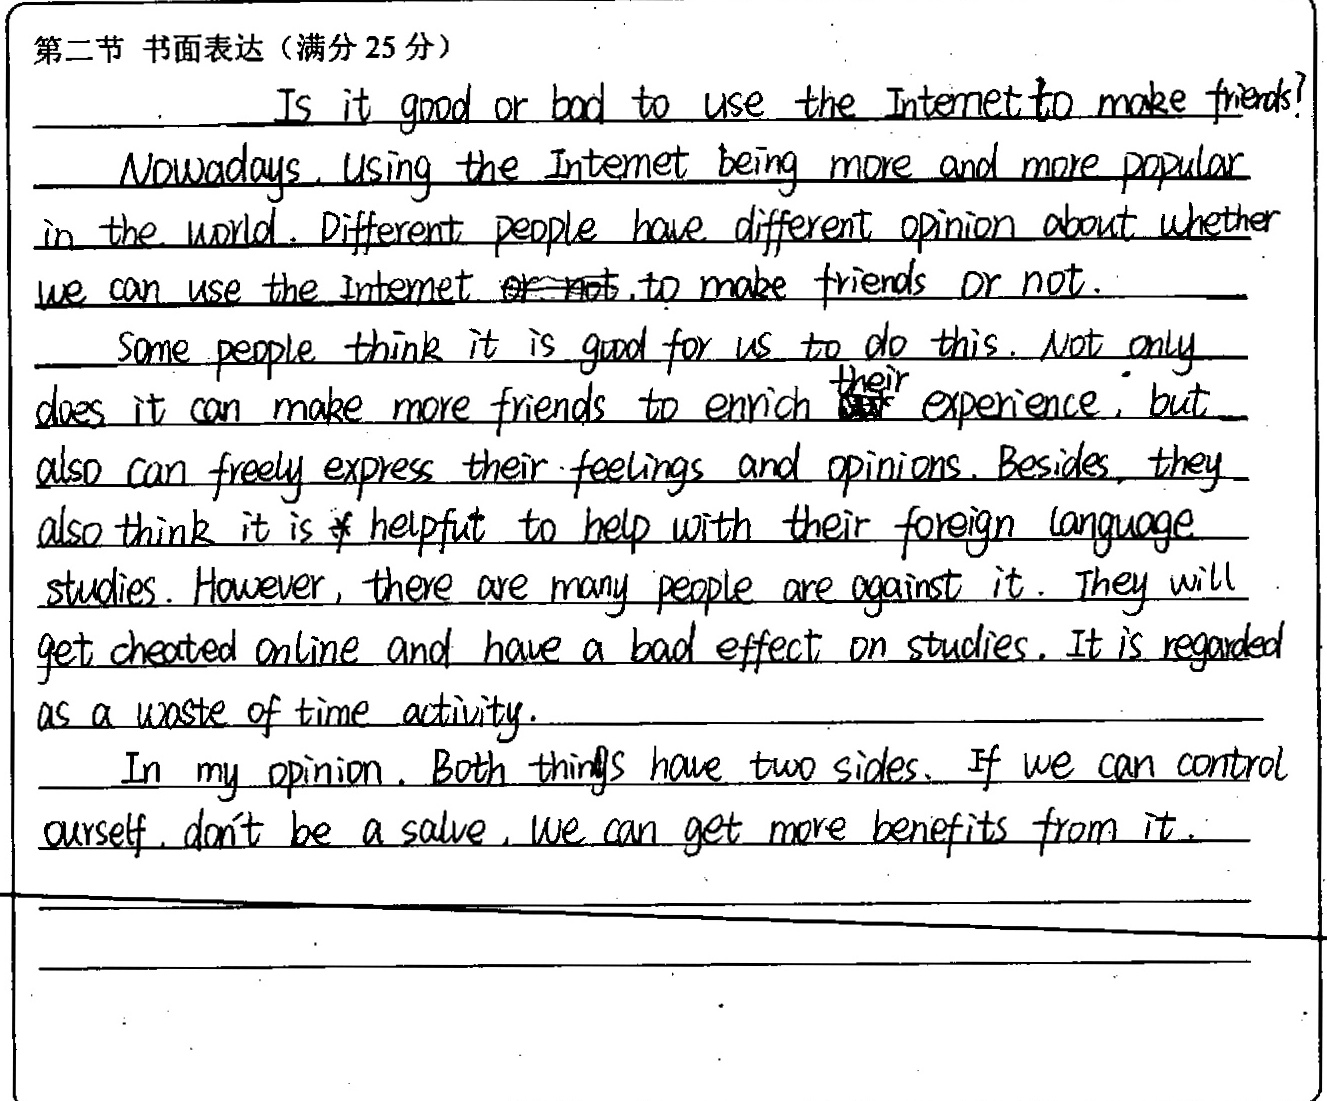 第二节 书面表达（满分 25 分）
Is it good or bad to use the Internet to make friends?
Nowadays, Using the Internet being more and more popular
in the world. Different people have different opinion about whether
we can use the Internet to make friends or not.
Some people think it is good for us to do this. Not only
does it can make more friends to enrich their experience, but
also can freely express their feelings and opinions. Besides, they
also think it is helpful to help with their foreign language
studies. However, there are many people are against it. They will
get cheated online and have a bad effect on studies. It is regarded
as a waste of time activity.
In my opinion. Both things have two sides. If we can control
ourself, don't be a salve, we can get more benefits from it.